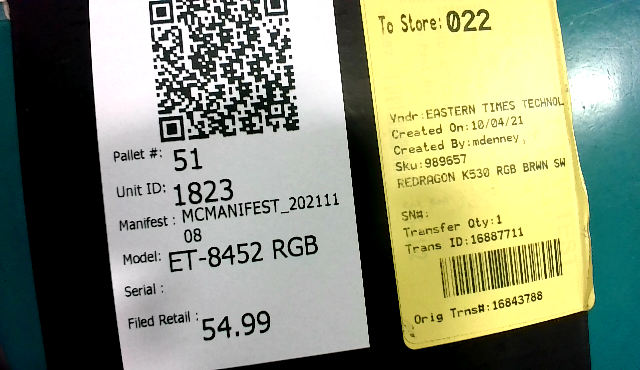 Pallet #: 51
Unit ID: 1823
Manifest : MCMANIFEST_202111
08
Model: ET-8452 RGB
Serial :
Filed Retail : 54.99
To Store: 022
Vndr:EASTERN TIMES TECHNOL
Created On:10/04/21
Created By:mdenney
Sku:989657
REDRAGON K530 RGB BRWN SW
SN#:
Transfer Qty:1
Trans ID:16887711
Orig Trns#:16843788